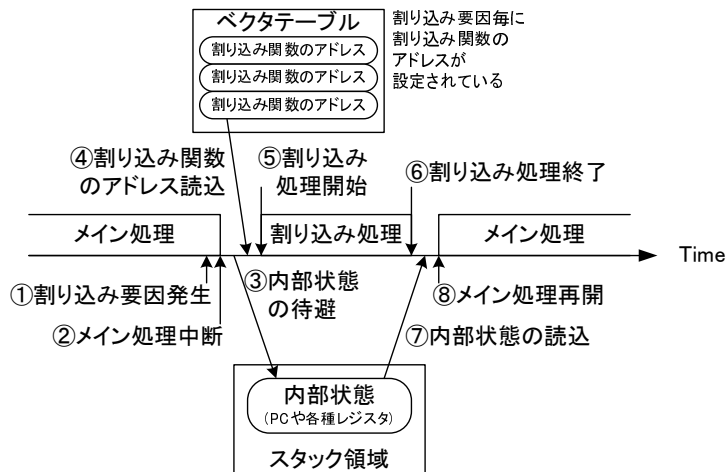 ベクタテーブル
割り込み関数のアドレス
割り込み関数のアドレス
割り込み関数のアドレス
割り込み要因毎に
割り込み関数の
アドレスが
設定されている
④割り込み関数
のアドレス読込
⑤割り込み
処理開始
⑥割り込み処理終了
メイン処理
割り込み処理
メイン処理
Time
①割り込み要因発生
②メイン処理中断
③内部状態
の待避
⑧メイン処理再開
⑦内部状態の読込
内部状態
(PCや各種レジスタ)
スタック領域